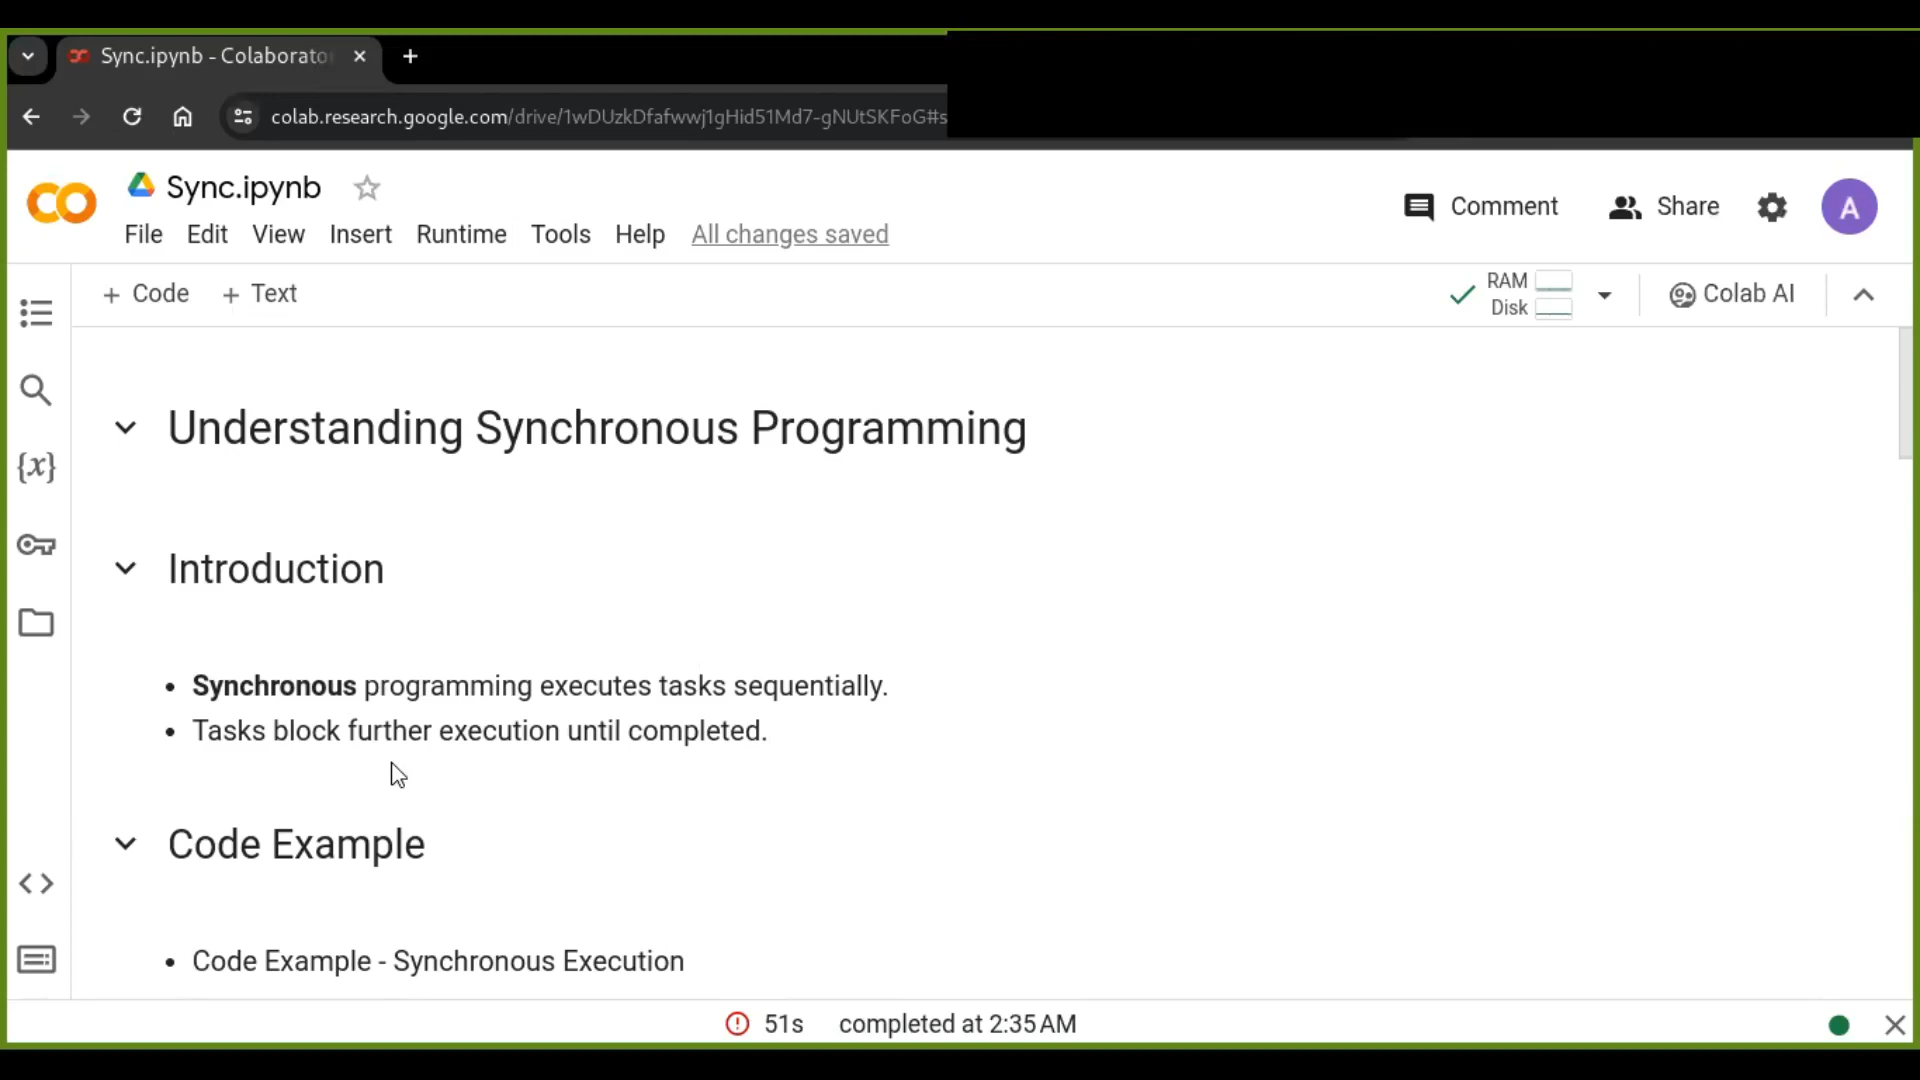 Sync.ipynb - Colaborato
colab.research.google.com/drive/1wDUzkDfafwwj1gHid51Md7-gNUtSKFoG#s
Sync.ipynb
File Edit View Insert Runtime Tools Help All changes saved
Comment Share A
+ Code + Text
RAM
Disk
Colab AI
{x}
Understanding Synchronous Programming
Introduction
• Synchronous programming executes tasks sequentially.
• Tasks block further execution until completed.
Code Example
• Code Example - Synchronous Execution
51s completed at 2:35 AM